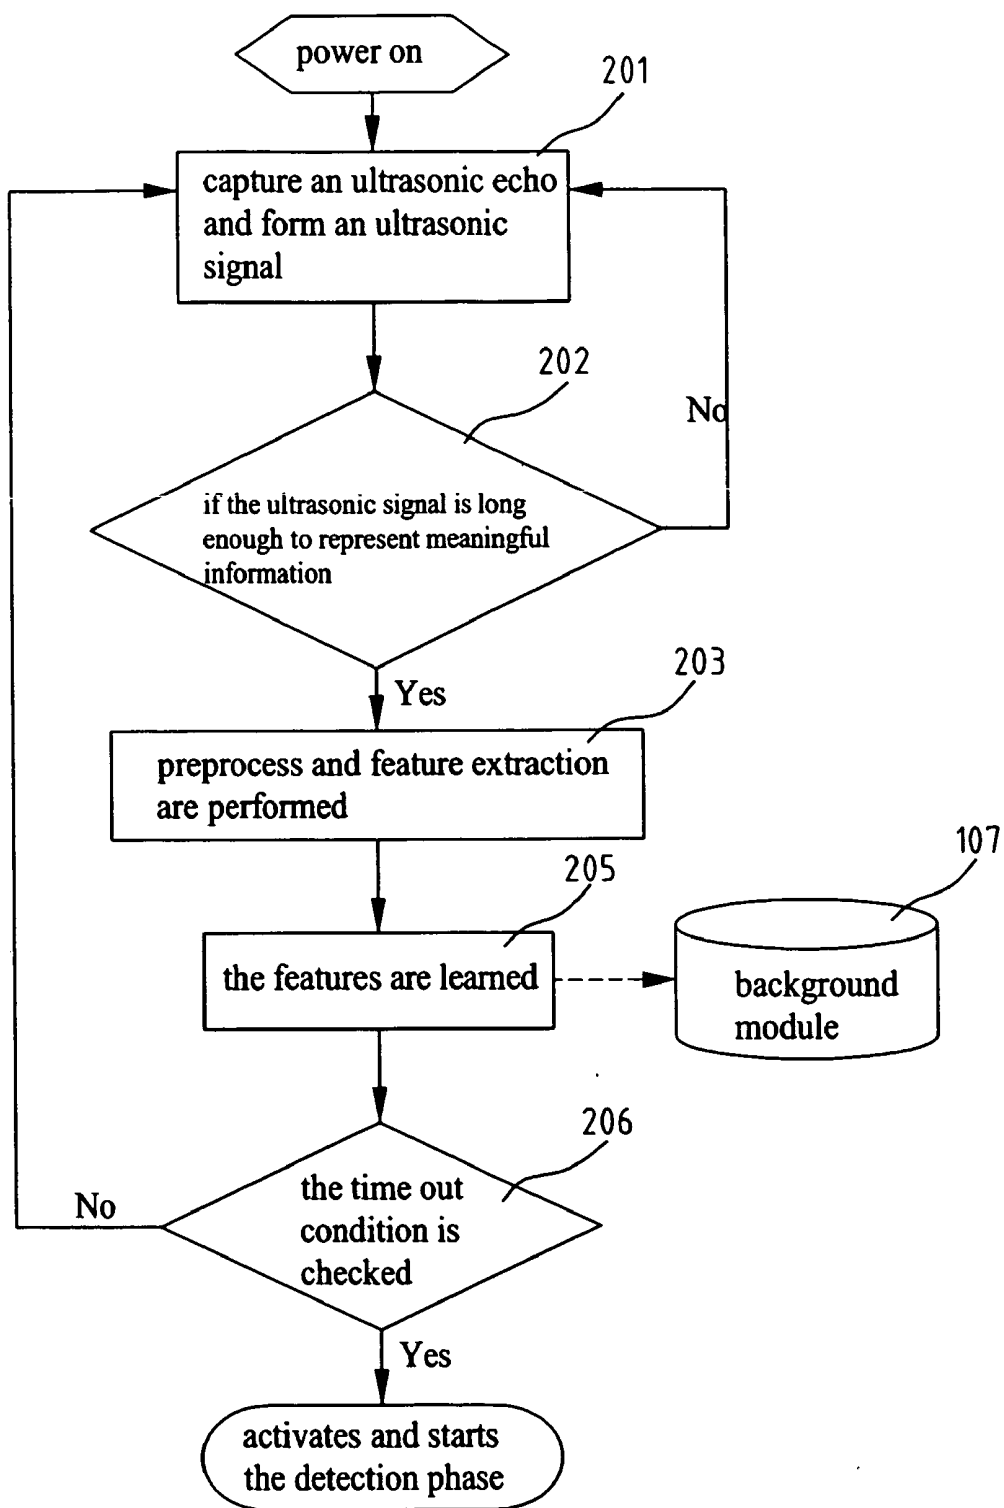 power on
201
capture an ultrasonic echo
and form an ultrasonic
signal
202
No
if the ultrasonic signal is long
enough to represent meaningful
information
Yes
203
preprocess and feature extraction
are performed
205
107
the features are learned
background
module
206
No
the time out
condition is
checked
Yes
activates and starts
the detection phase